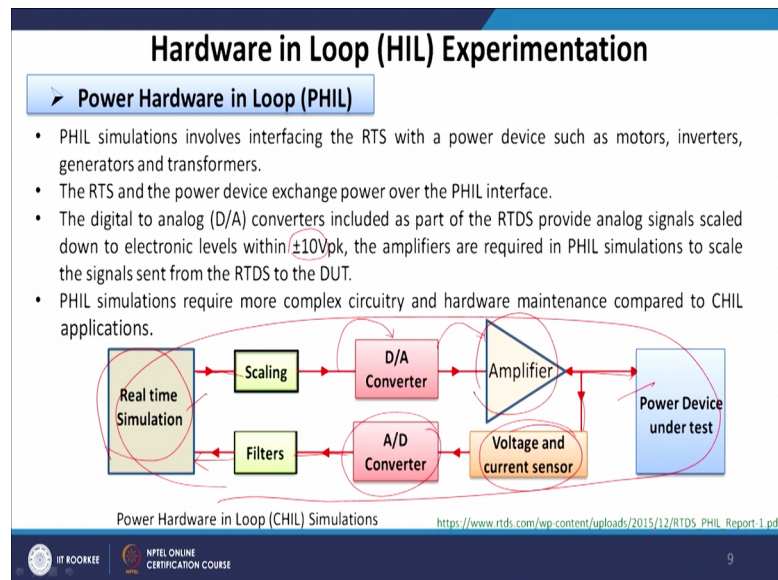 Hardware in Loop (HIL) Experimentation
➢ Power Hardware in Loop (PHIL)
• PHIL simulations involves interfacing the RTS with a power device such as motors, inverters,
generators and transformers.
• The RTS and the power device exchange power over the PHIL interface.
• The digital to analog (D/A) converters included as part of the RTDS provide analog signals scaled
down to electronic levels within ±10Vpk, the amplifiers are required in PHIL simulations to scale
the signals sent from the RTDS to the DUT.
• PHIL simulations require more complex circuitry and hardware maintenance compared to CHIL
applications.
Real time
Simulation
Scaling
D/A
Converter
Amplifier
Power Device
under test
Filters
A/D
Converter
Voltage and
current sensor
Power Hardware in Loop (CHIL) Simulations
https://www.rtds.com/wp-content/uploads/2015/12/RTDS_PHIL_Report-1.pd
IIT ROORKEE
NPTEL ONLINE
CERTIFICATION COURSE
9